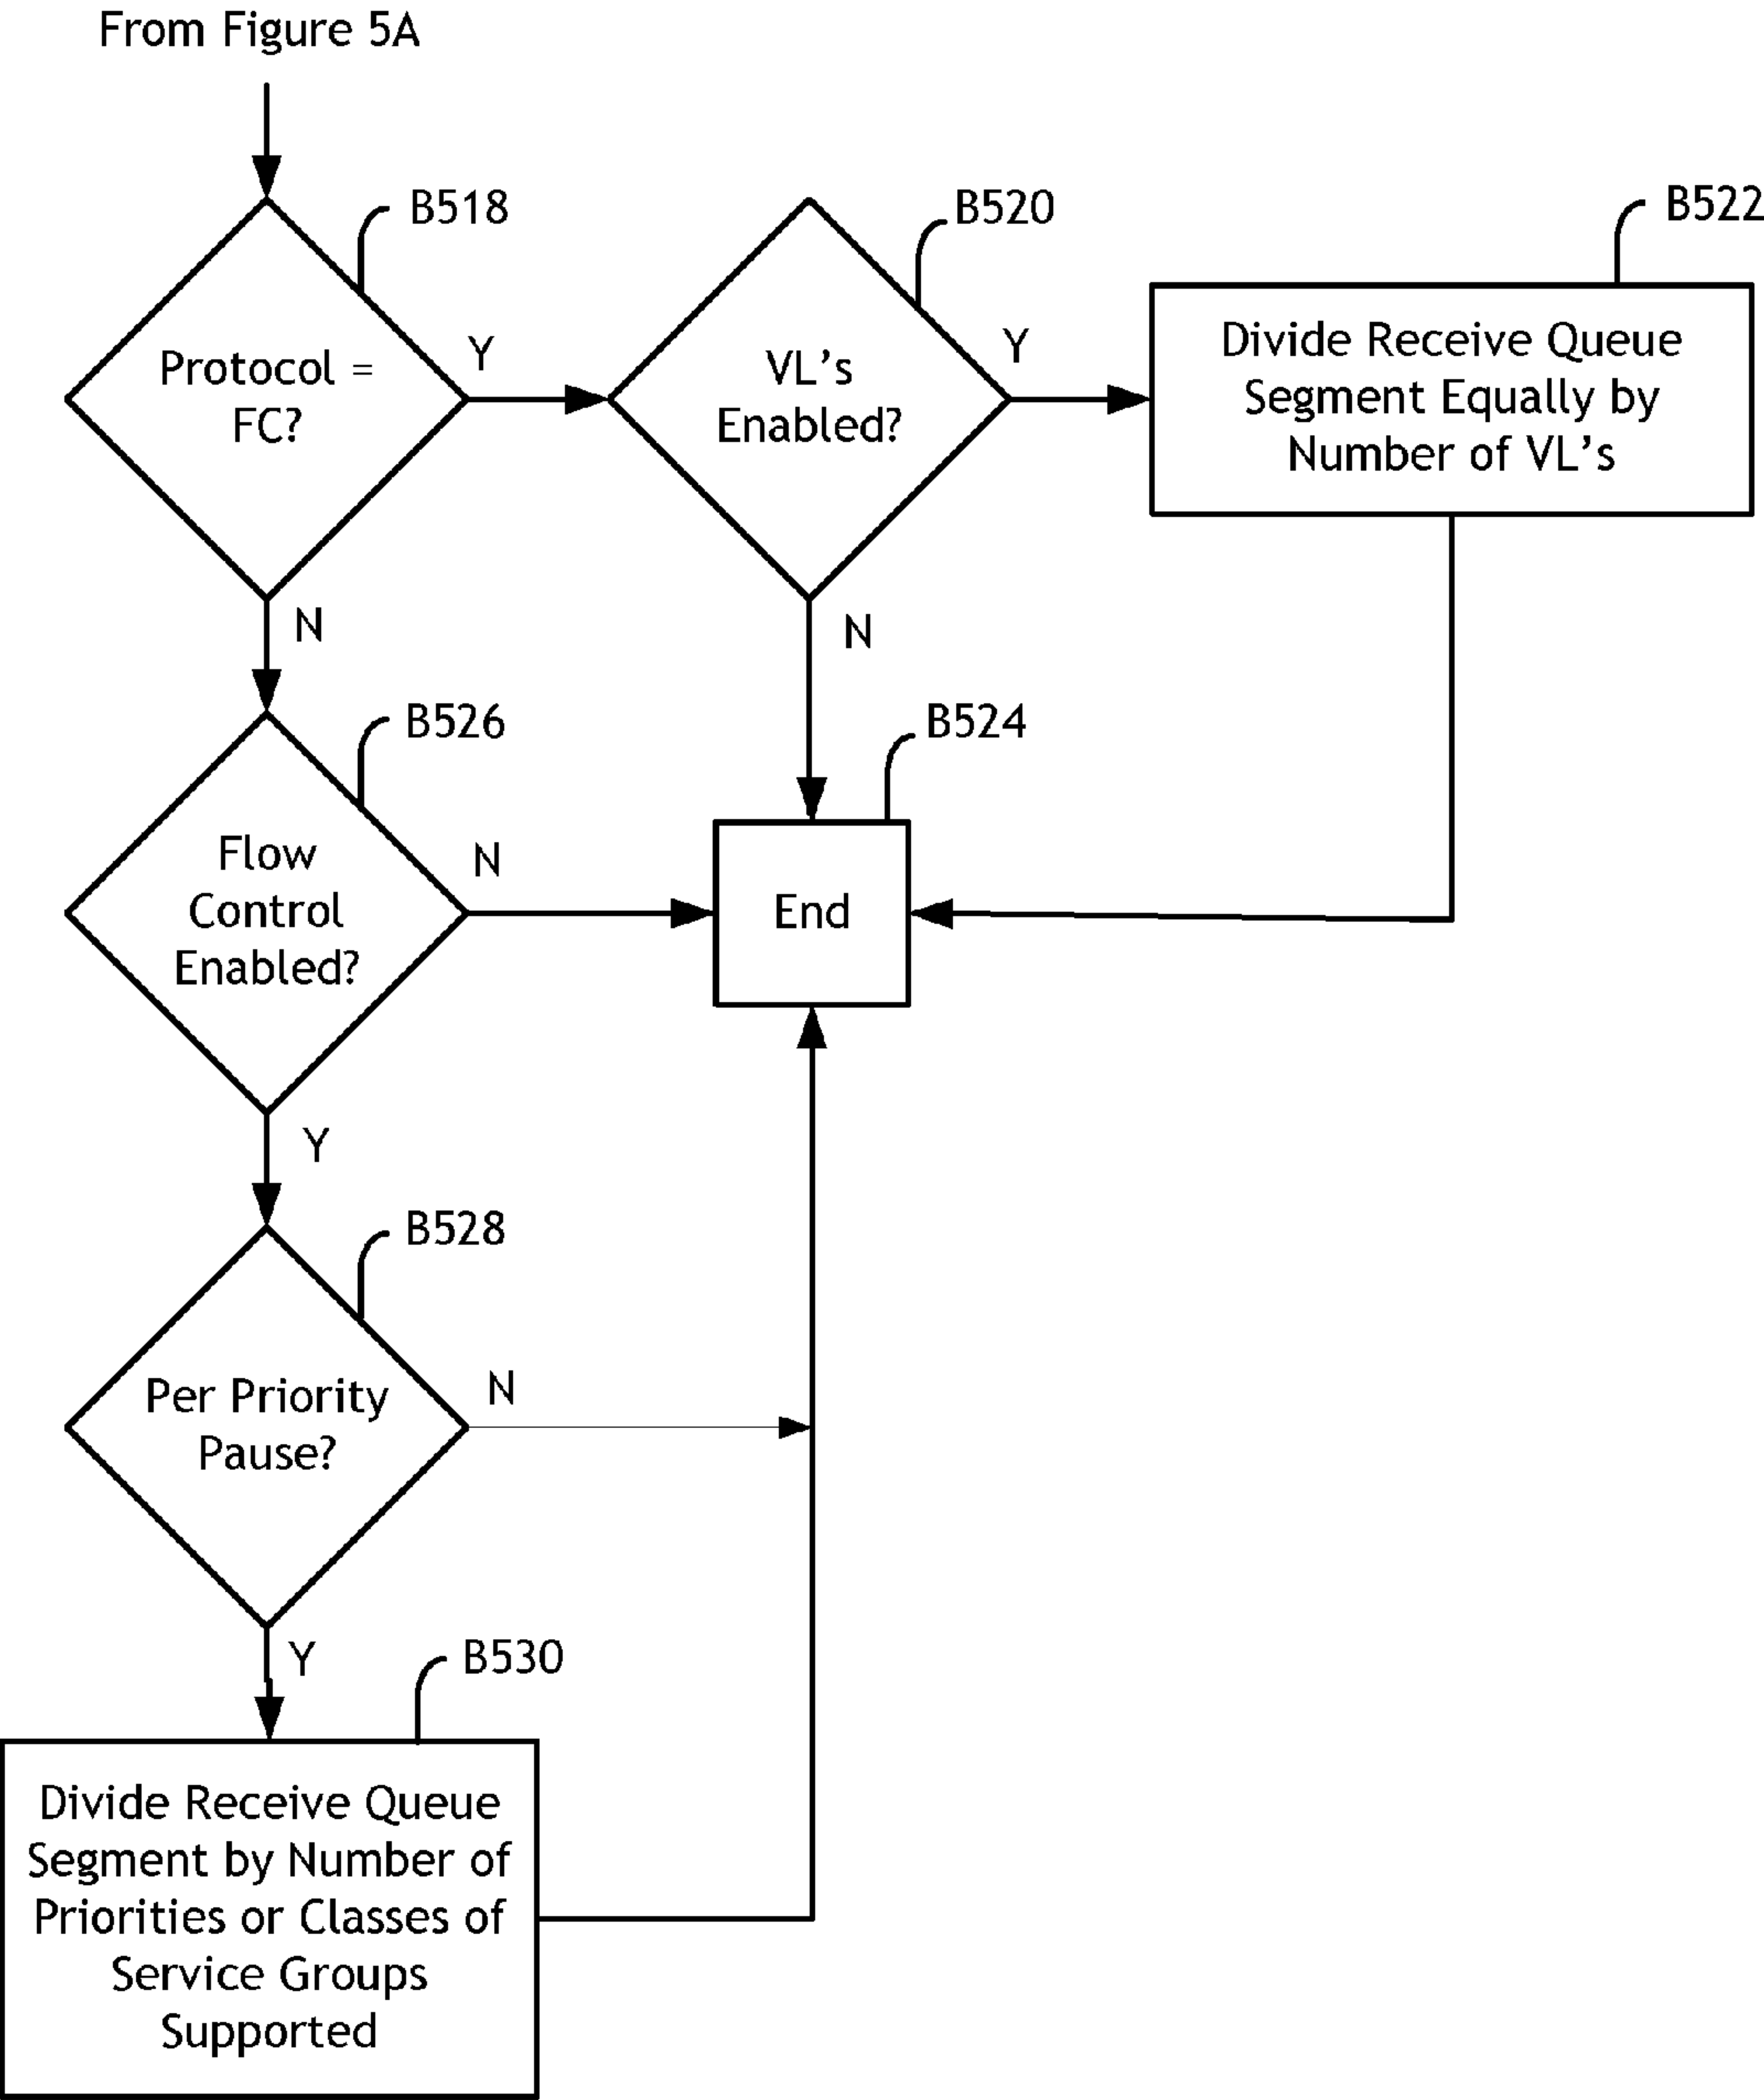 From Figure 5A
B518
B520
B522
Protocol =
FC?
Y
VL's
Enabled?
Y
Divide Receive Queue
Segment Equally by
Number of VL's
N
N
B526
B524
Flow
Control
Enabled?
N
End
Y
B528
Per Priority
Pause?
N
Y
B530
Divide Receive Queue
Segment by Number of
Priorities or Classes of
Service Groups
Supported